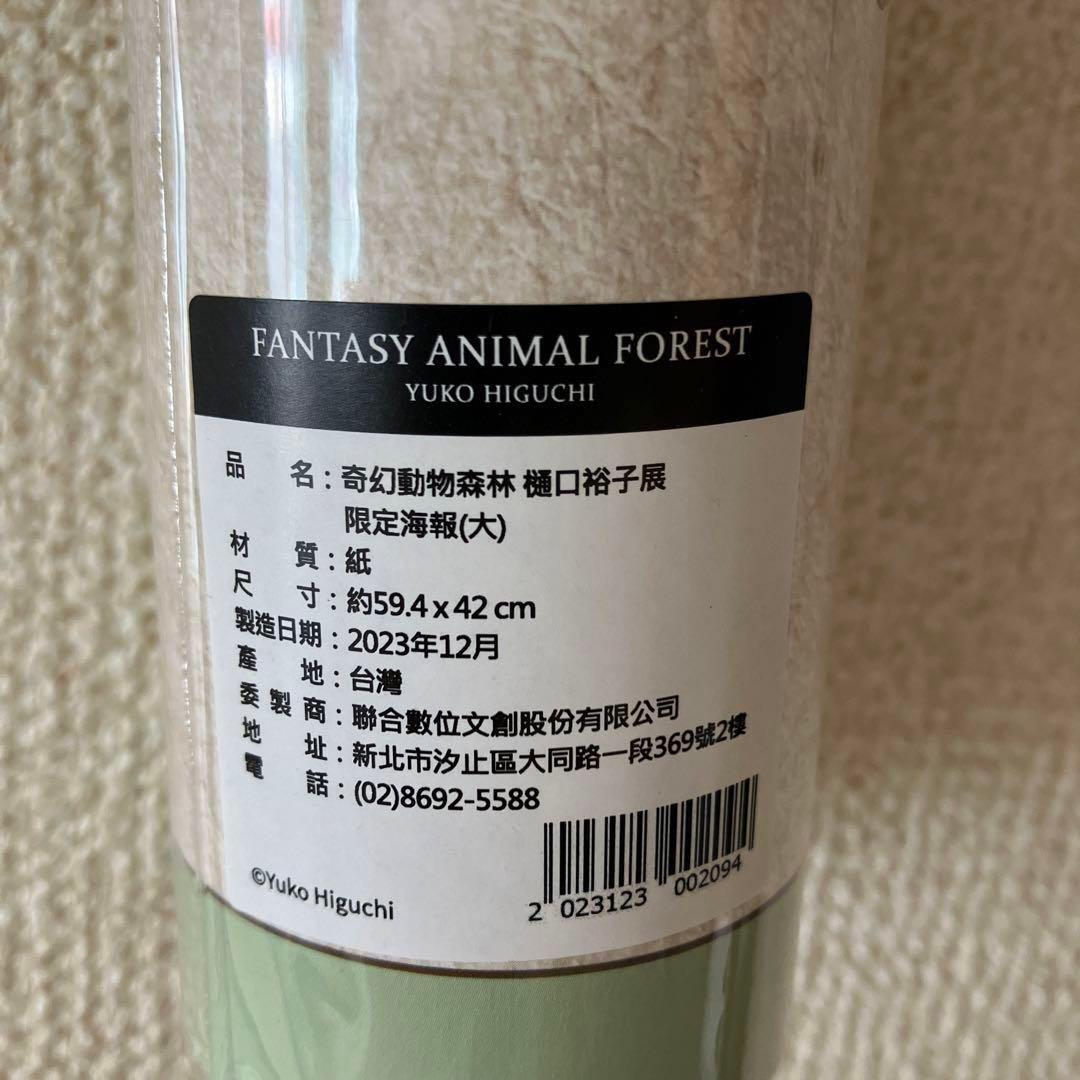 FANTASY ANIMAL FOREST
YUKO HIGUCHI
品名：奇幻動物森林 樋口裕子展
限定海報(大)
材質：紙
尺寸：約59.4 x 42 cm
製造日期：2023年12月
產地：台灣
委製商：聯合數位文創股份有限公司
地址：新北市汐止區大同路一段369號2樓
電話：(02)8692-5588
©Yuko Higuchi
2 023123 002094